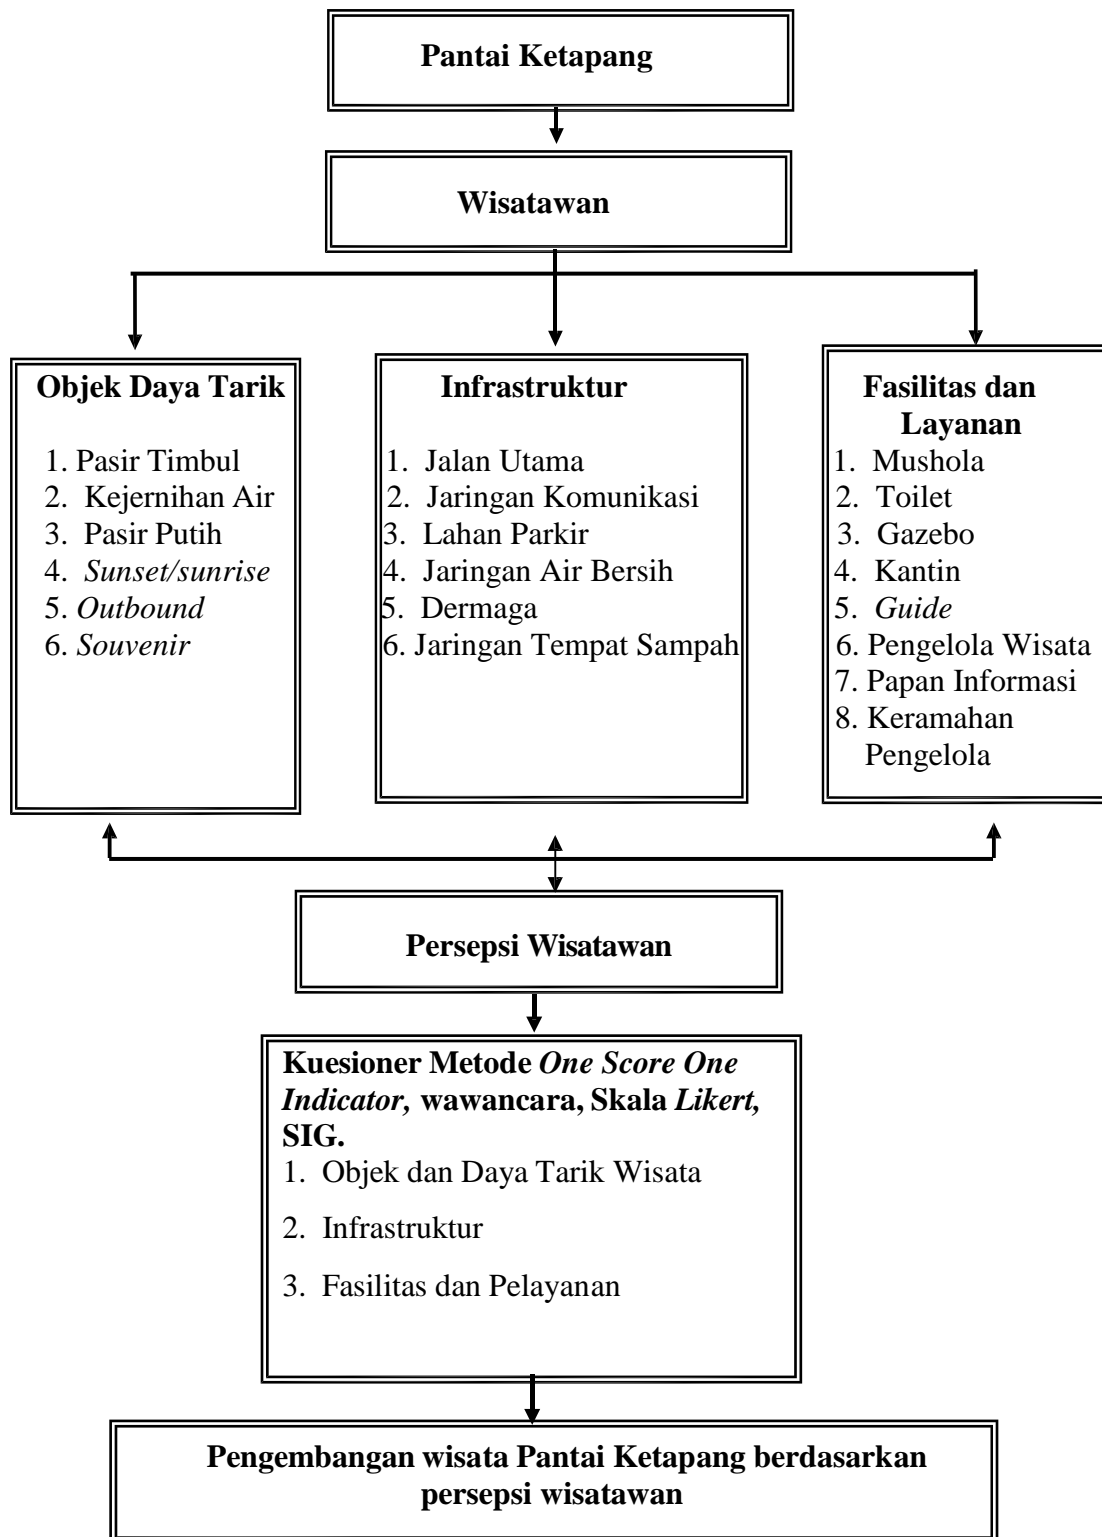 Pantai Ketapang
Wisatawan
Objek Daya Tarik
1. Pasir Timbul
2. Kejernihan Air
3. Pasir Putih
4. Sunset/sunrise
5. Outbound
6. Souvenir
Infrastruktur
1. Jalan Utama
2. Jaringan Komunikasi
3. Lahan Parkir
4. Jaringan Air Bersih
5. Dermaga
6. Jaringan Tempat Sampah
Fasilitas dan
Layanan
1. Mushola
2. Toilet
3. Gazebo
4. Kantin
5. Guide
6. Pengelola Wisata
7. Papan Informasi
8. Keramahan
Pengelola
Persepsi Wisatawan
Kuesioner Metode One Score One
Indicator, wawancara, Skala Likert,
SIG.
1. Objek dan Daya Tarik Wisata
2. Infrastruktur
3. Fasilitas dan Pelayanan
Pengembangan wisata Pantai Ketapang berdasarkan
persepsi wisatawan